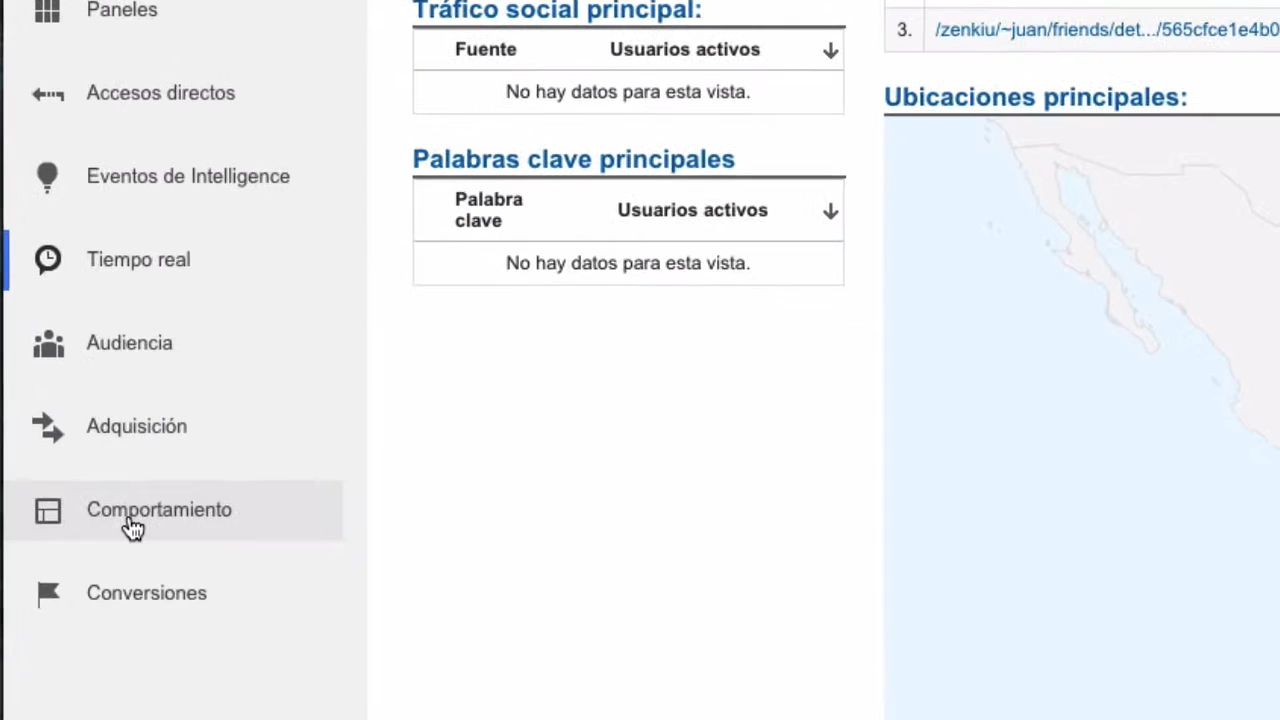 Paneles
Accesos directos
Eventos de Intelligence
Tiempo real
Audiencia
Adquisición
Comportamiento
Conversiones
Tráfico social principal:
Fuente Usuarios activos
No hay datos para esta vista.
Palabras clave principales
Palabra
clave Usuarios activos
No hay datos para esta vista.
3. /zenkiu/~juan/friends/det.../565cfce1e4b0
Ubicaciones principales: